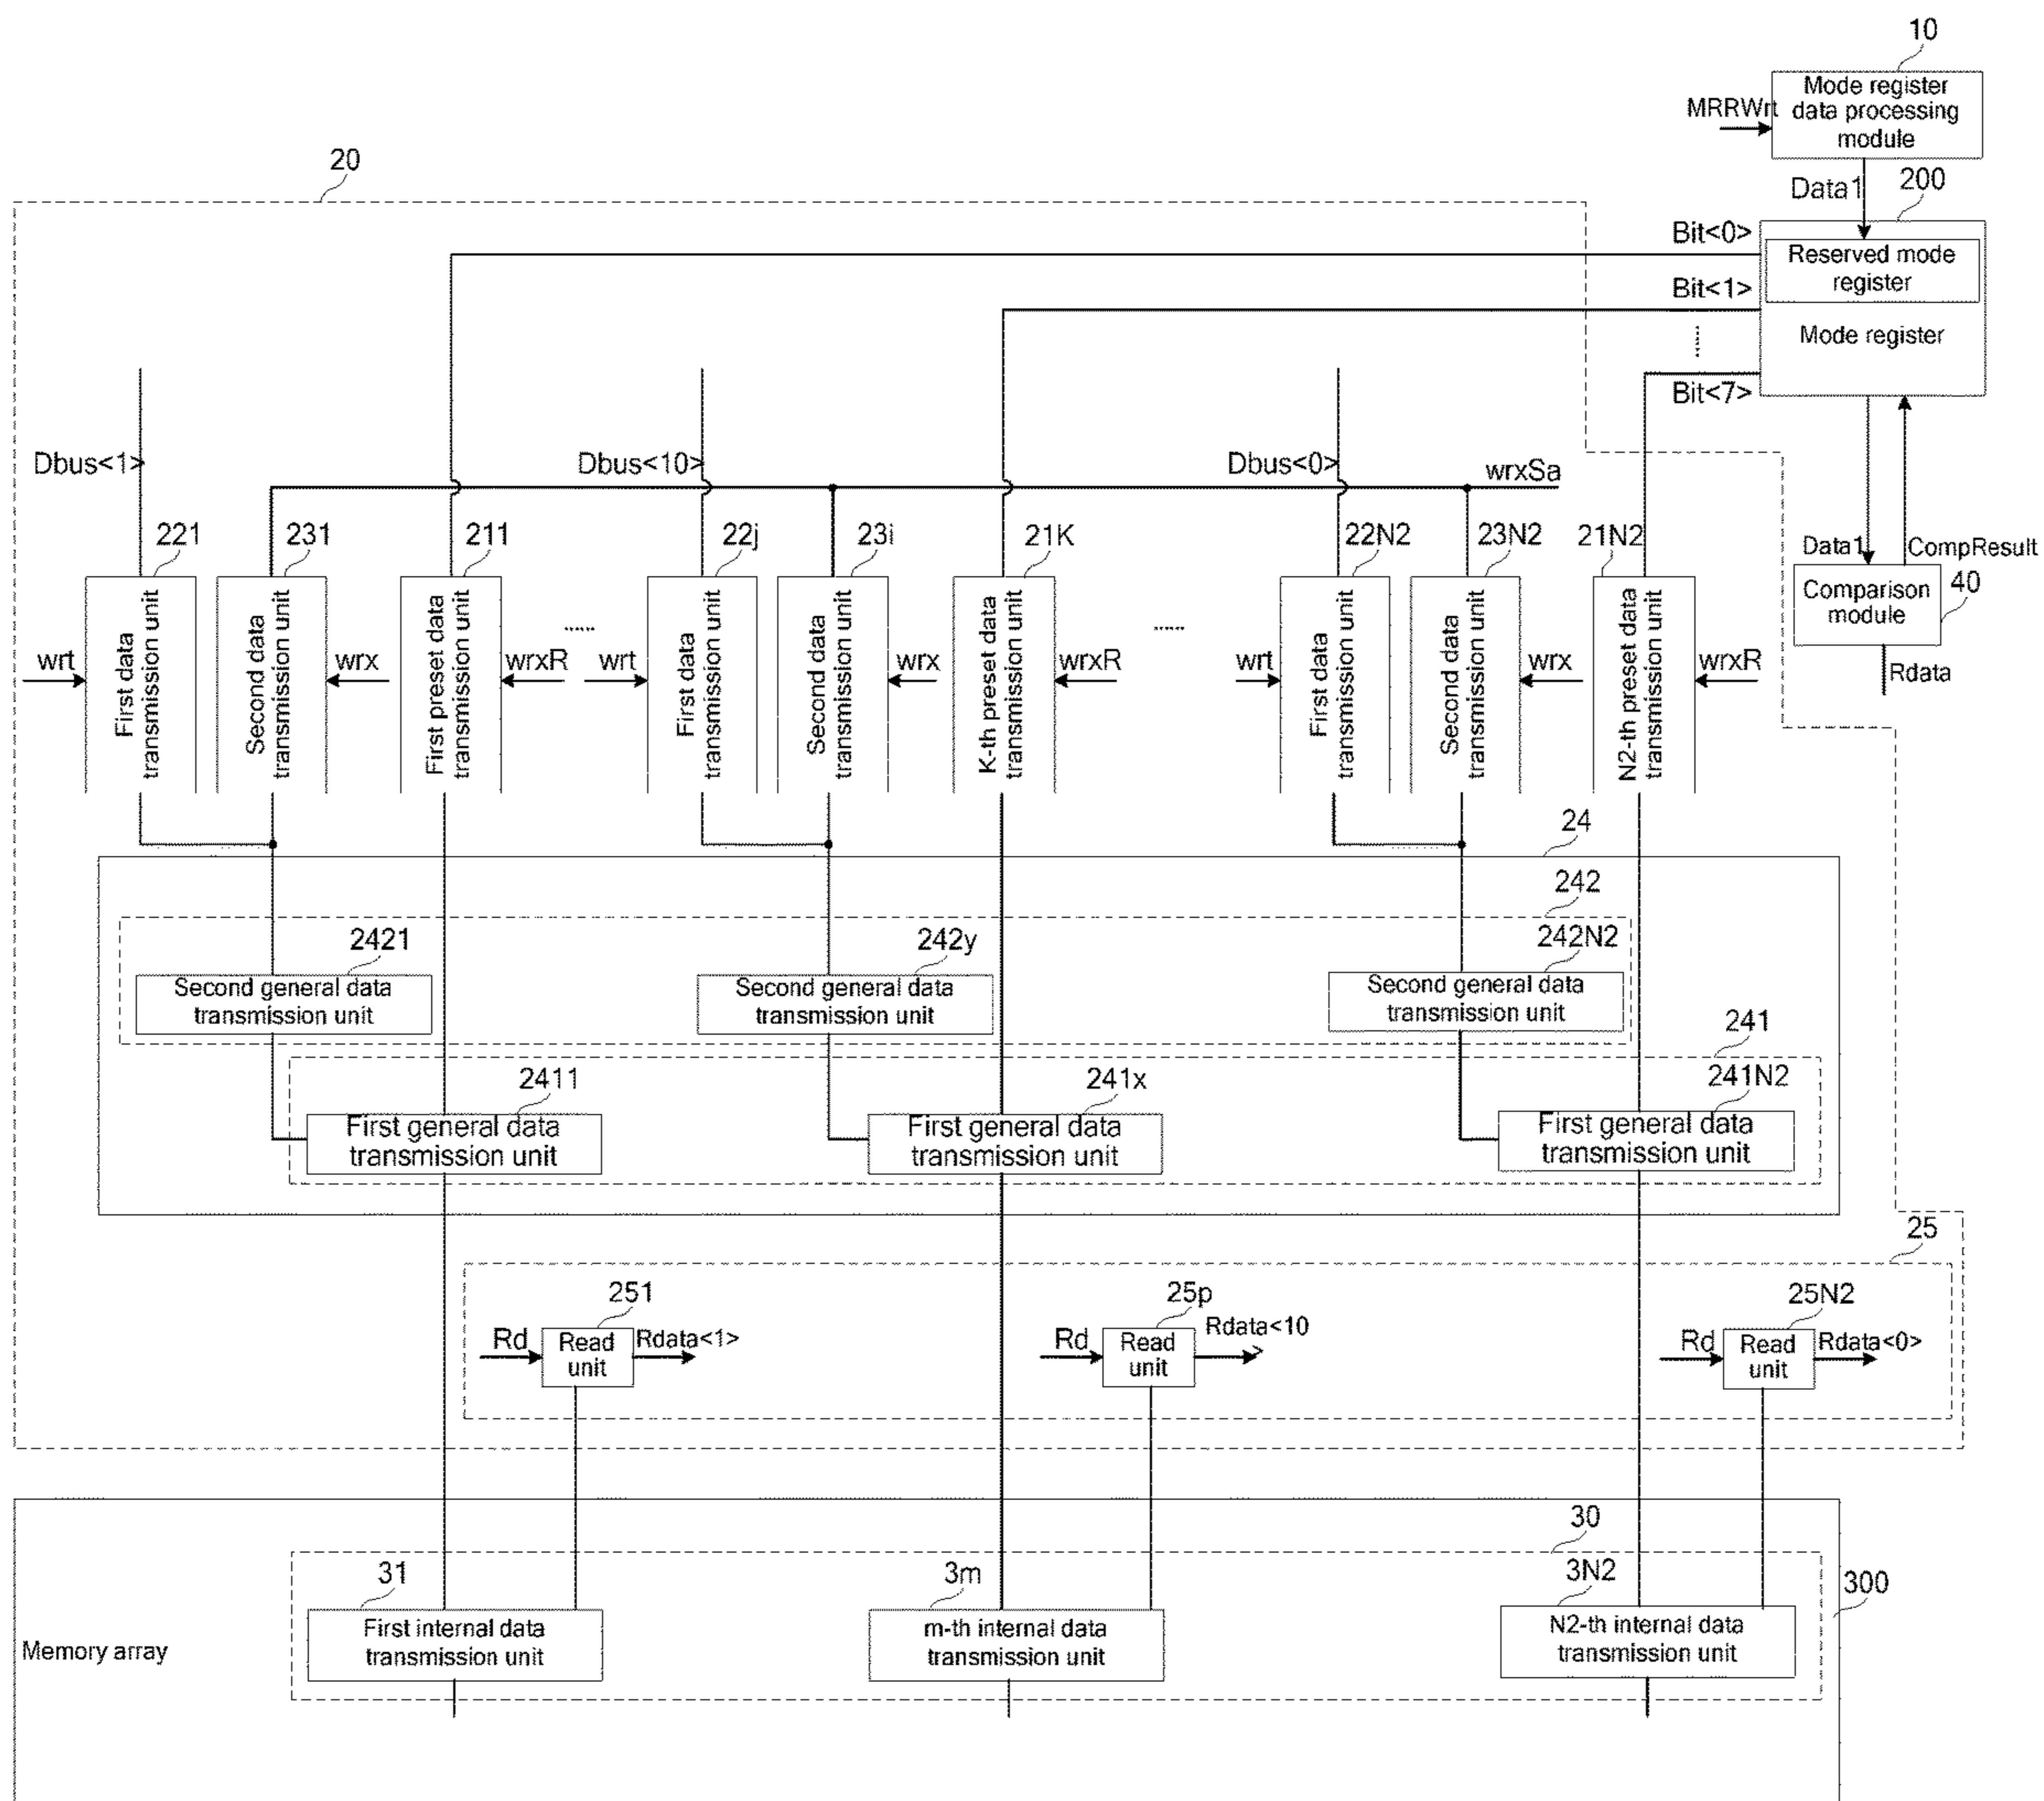 10
Mode register
data processing
module
MRRWrt
20
Data1
200
Bit<0>
Reserved mode
register
Bit<1>
Mode register
Bit<7>
Dbus<1>
Dbus<10>
Dbus<0>
wrxSa
221
231
211
22j
23i
21K
22N2
23N2
21N2
Data1
CompResult
40
Comparison
module
Rdata
First data
transmission unit
Second data
transmission unit
First preset data
transmission unit
First data
transmission unit
Second data
transmission unit
K-th preset data
transmission unit
First data
transmission unit
Second data
transmission unit
N2-th preset data
transmission unit
wrt
wrx
wrxR
wrt
wrx
wrxR
wrt
wrx
wrxR
24
242
2421
242y
242N2
Second general data
transmission unit
Second general data
transmission unit
Second general data
transmission unit
241
2411
241x
241N2
First general data
transmission unit
First general data
transmission unit
First general data
transmission unit
25
251
25p
25N2
Rd
Read
unit
Rdata<1>
Rd
Read
unit
Rdata<10
>
Rd
Read
unit
Rdata<0>
30
31
3m
3N2
300
First internal data
transmission unit
m-th internal data
transmission unit
N2-th internal data
transmission unit
Memory array